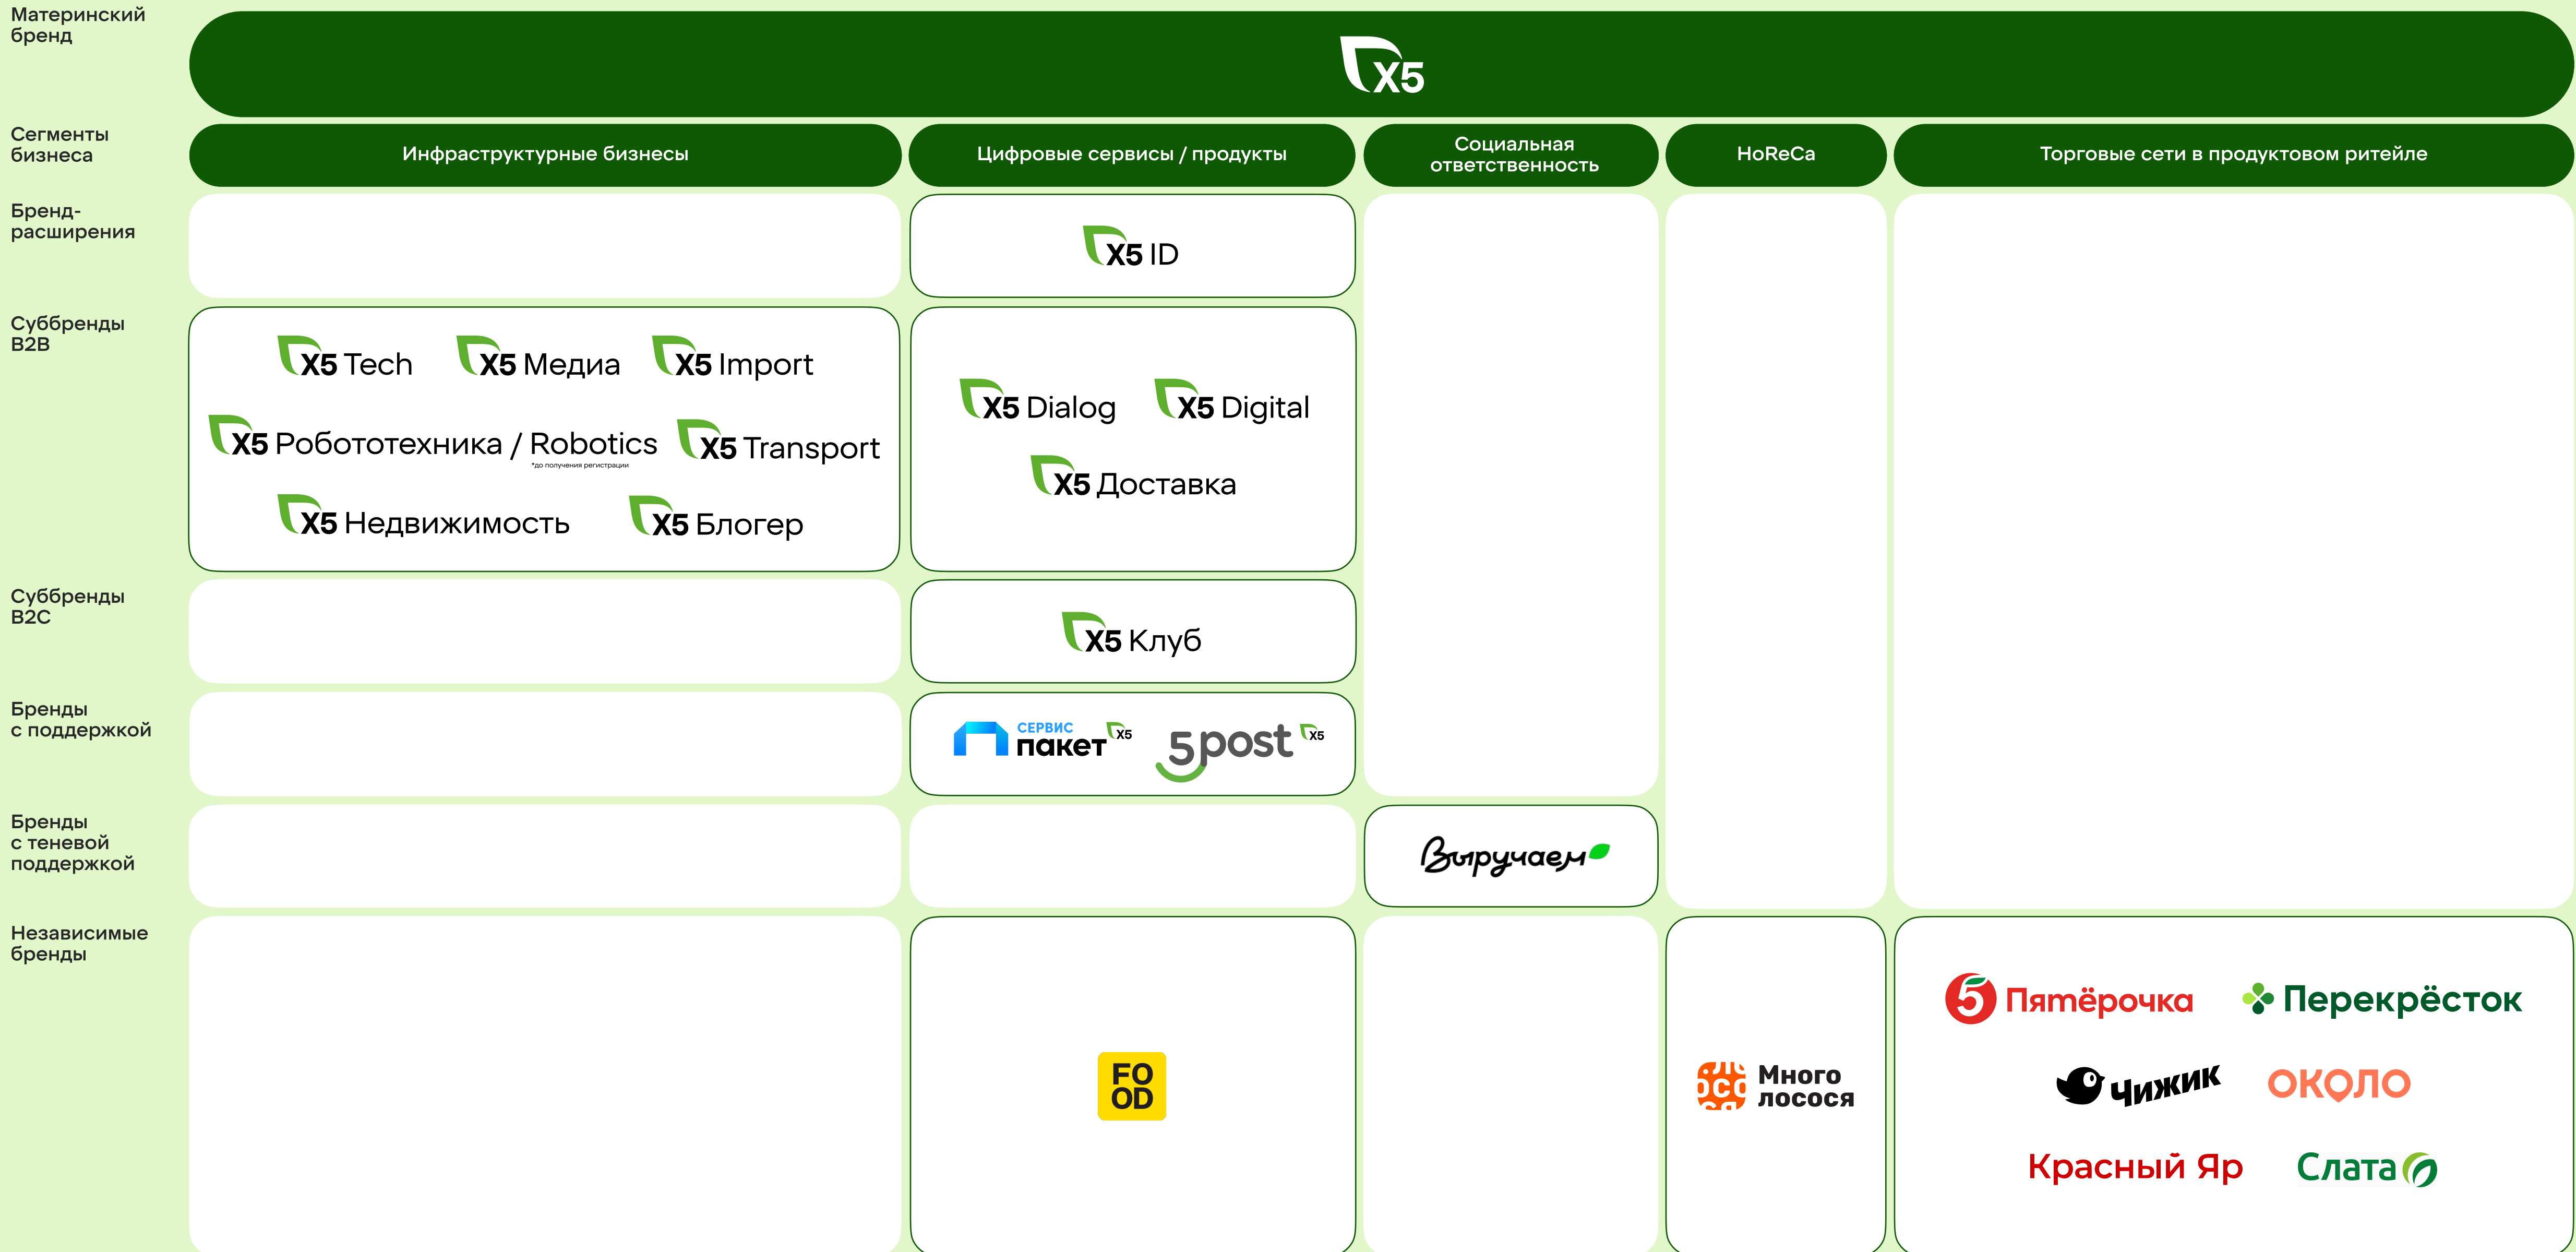 Материнский
бренд
X5
Сегменты
бизнеса
Инфраструктурные бизнесы
Цифровые сервисы / продукты
Социальная
ответственность
HoReCa
Торговые сети в продуктовом ритейле
Бренд-
расширения
X5 ID
Суббренды
B2B
X5 Tech
X5 Медиа
X5 Import
X5 Робототехника / Robotics
*до получения регистрации
X5 Transport
X5 Недвижимость
X5 Блогер
X5 Dialog
X5 Digital
X5 Доставка
Суббренды
B2C
X5 Клуб
Бренды
с поддержкой
СЕРВИС
пакет X5
5post X5
Бренды
с теневой
поддержкой
Выручаем
Независимые
бренды
FO
OD
Много
лосося
5 Пятёрочка
Перекрёсток
Чижик
ОКОЛО
Красный Яр
Слата